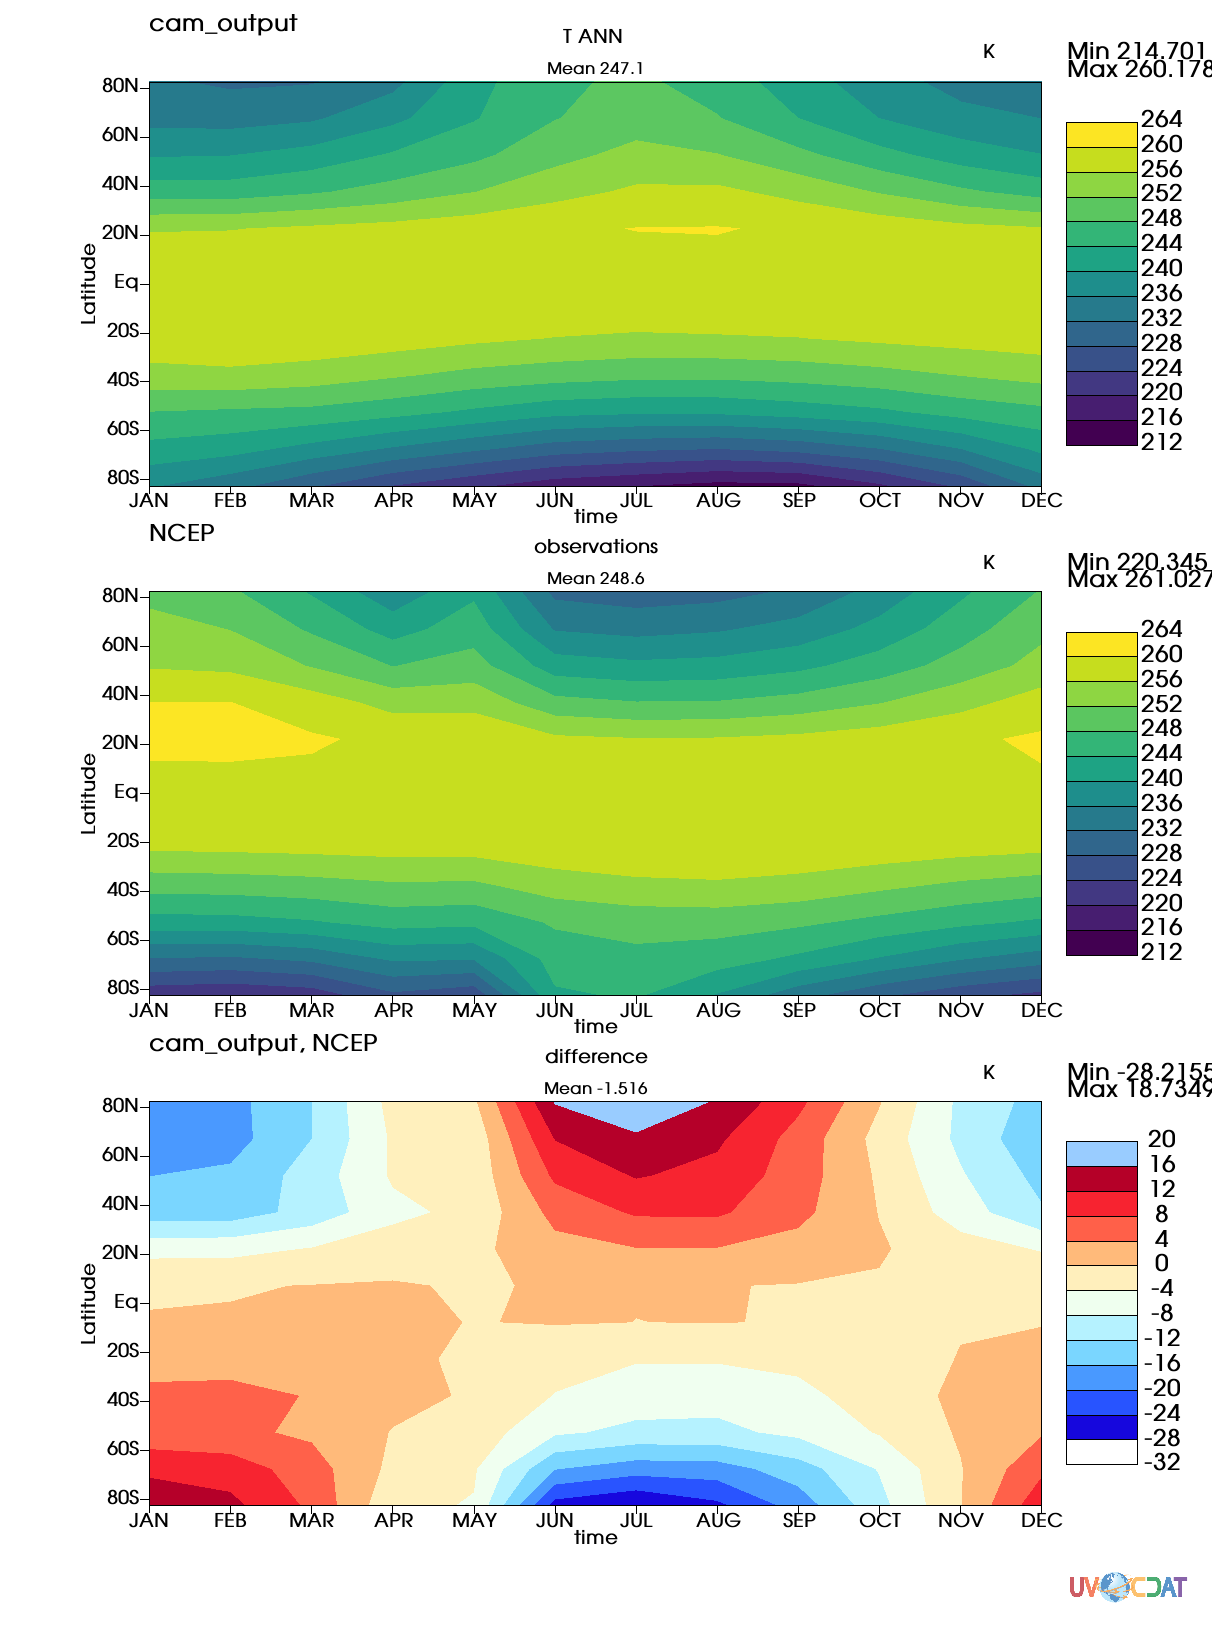 cam_output
T ANN
Mean 247.1
K
Min 214.701
Max 260.178
80N
60N
40N
20N
Eq
20S
40S
60S
80S
Latitude
JAN FEB MAR APR MAY JUN JUL AUG SEP OCT NOV DEC
time
264
260
256
252
248
244
240
236
232
228
224
220
216
212
NCEP
observations
Mean 248.6
K
Min 220.345
Max 261.027
80N
60N
40N
20N
Eq
20S
40S
60S
80S
Latitude
JAN FEB MAR APR MAY JUN JUL AUG SEP OCT NOV DEC
time
264
260
256
252
248
244
240
236
232
228
224
220
216
212
cam_output, NCEP
difference
Mean -1.516
K
Min -28.2155
Max 18.7349
80N
60N
40N
20N
Eq
20S
40S
60S
80S
Latitude
JAN FEB MAR APR MAY JUN JUL AUG SEP OCT NOV DEC
time
20
16
12
8
4
0
-4
-8
-12
-16
-20
-24
-28
-32
UV CDAT